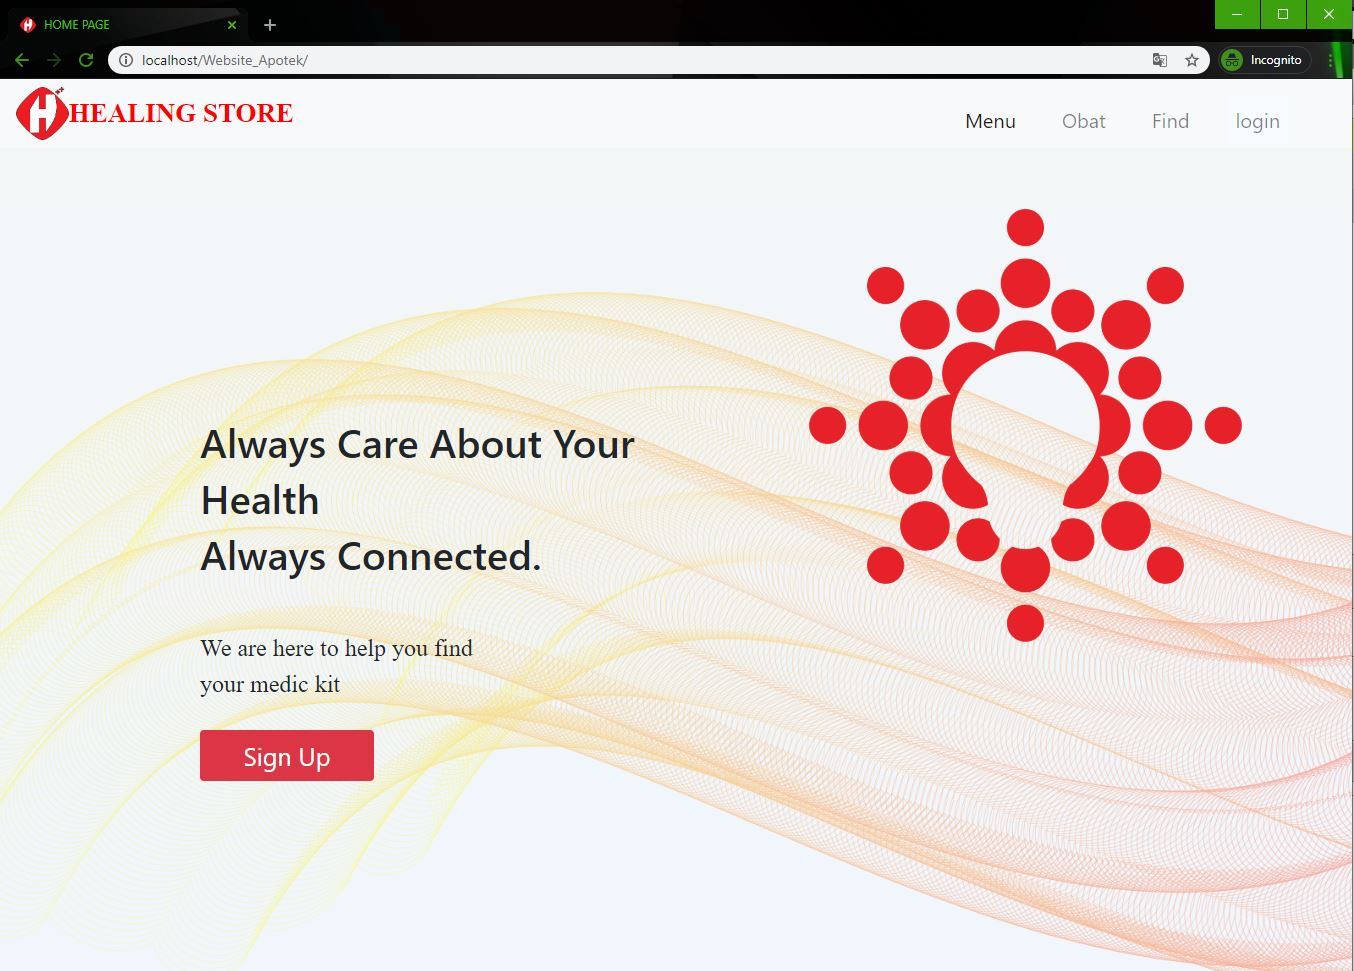 HOME PAGE
localhost/Website_Apotek/
Incognito
H HEALING STORE
Menu Obat Find login
Always Care About Your
Health
Always Connected.
We are here to help you find
your medic kit
Sign Up